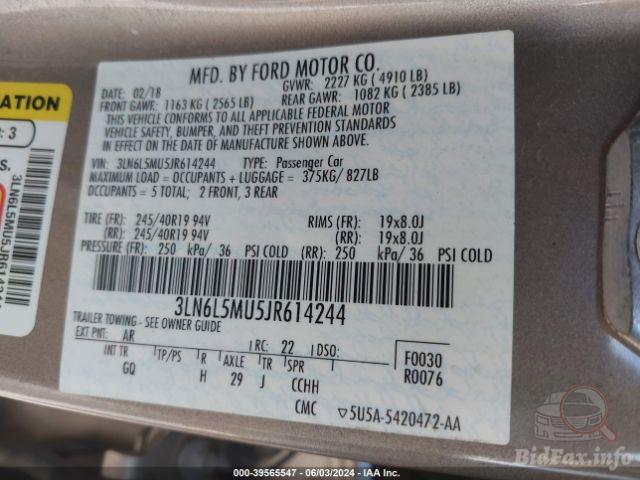 MFD. BY FORD MOTOR CO.
DATE: 02/18 GVWR: 2227 KG ( 4910 LB)
FRONT GAWR: 1163 KG ( 2565 LB) REAR GAWR: 1082 KG ( 2385 LB)
THIS VEHICLE CONFORMS TO ALL APPLICABLE FEDERAL MOTOR
VEHICLE SAFETY, BUMPER, AND THEFT PREVENTION STANDARDS
IN EFFECT ON THE DATE OF MANUFACTURE SHOWN ABOVE.
VIN: 3LN6L5MU5JR614244 TYPE: Passenger Car
MAXIMUM LOAD = OCCUPANTS + LUGGAGE = 375KG/ 827LB
OCCUPANTS = 5 TOTAL; 2 FRONT, 3 REAR
TIRE (FR): 245/40R19 94V RIMS (FR): 19x8.0J
(RR): 245/40R19 94V (RR): 19x8.0J
PRESSURE (FR): 250 kPa/ 36 PSI COLD (RR): 250 kPa/ 36 PSI COLD
3LN6L5MU5JR614244
TRAILER TOWING - SEE OWNER GUIDE
EXT PNT: AR RC: 22 DSO:
INT TR TP/PS R AXLE TR SPR F0030
GQ H 29 J CCHH R0076
CMC ▽5U5A-5420472-AA
ATION
: 3
S.
3LN6L5MU5JR614244
BidFax.info
000-39565547 - 06/03/2024 - IAA Inc.